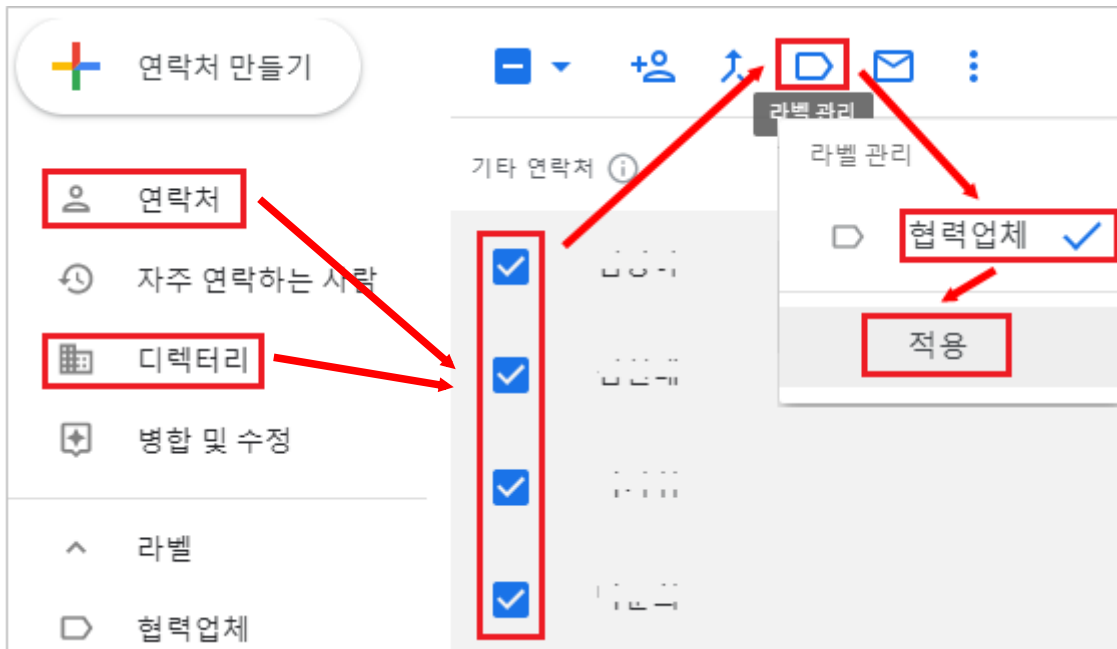 연락처 만들기
연락처
자주 연락하는 사람
디렉터리
병합 및 수정
라벨
협력업체
라벨 관리
기타 연락처
라벨 관리
협력업체
적용